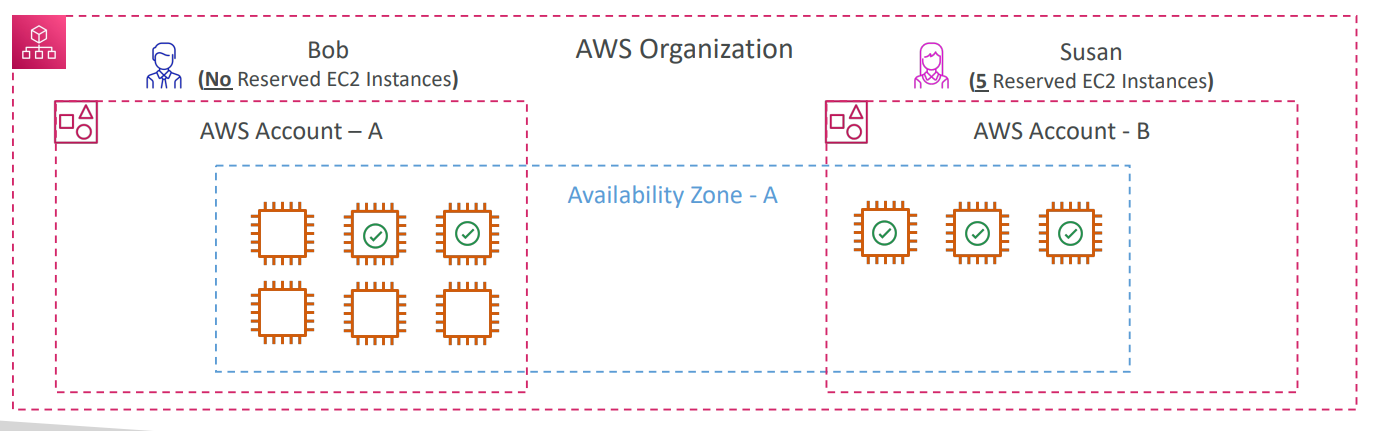 Bob
(No Reserved EC2 Instances)
AWS Organization
Susan
(5 Reserved EC2 Instances)
AWS Account – A
AWS Account - B
Availability Zone - A